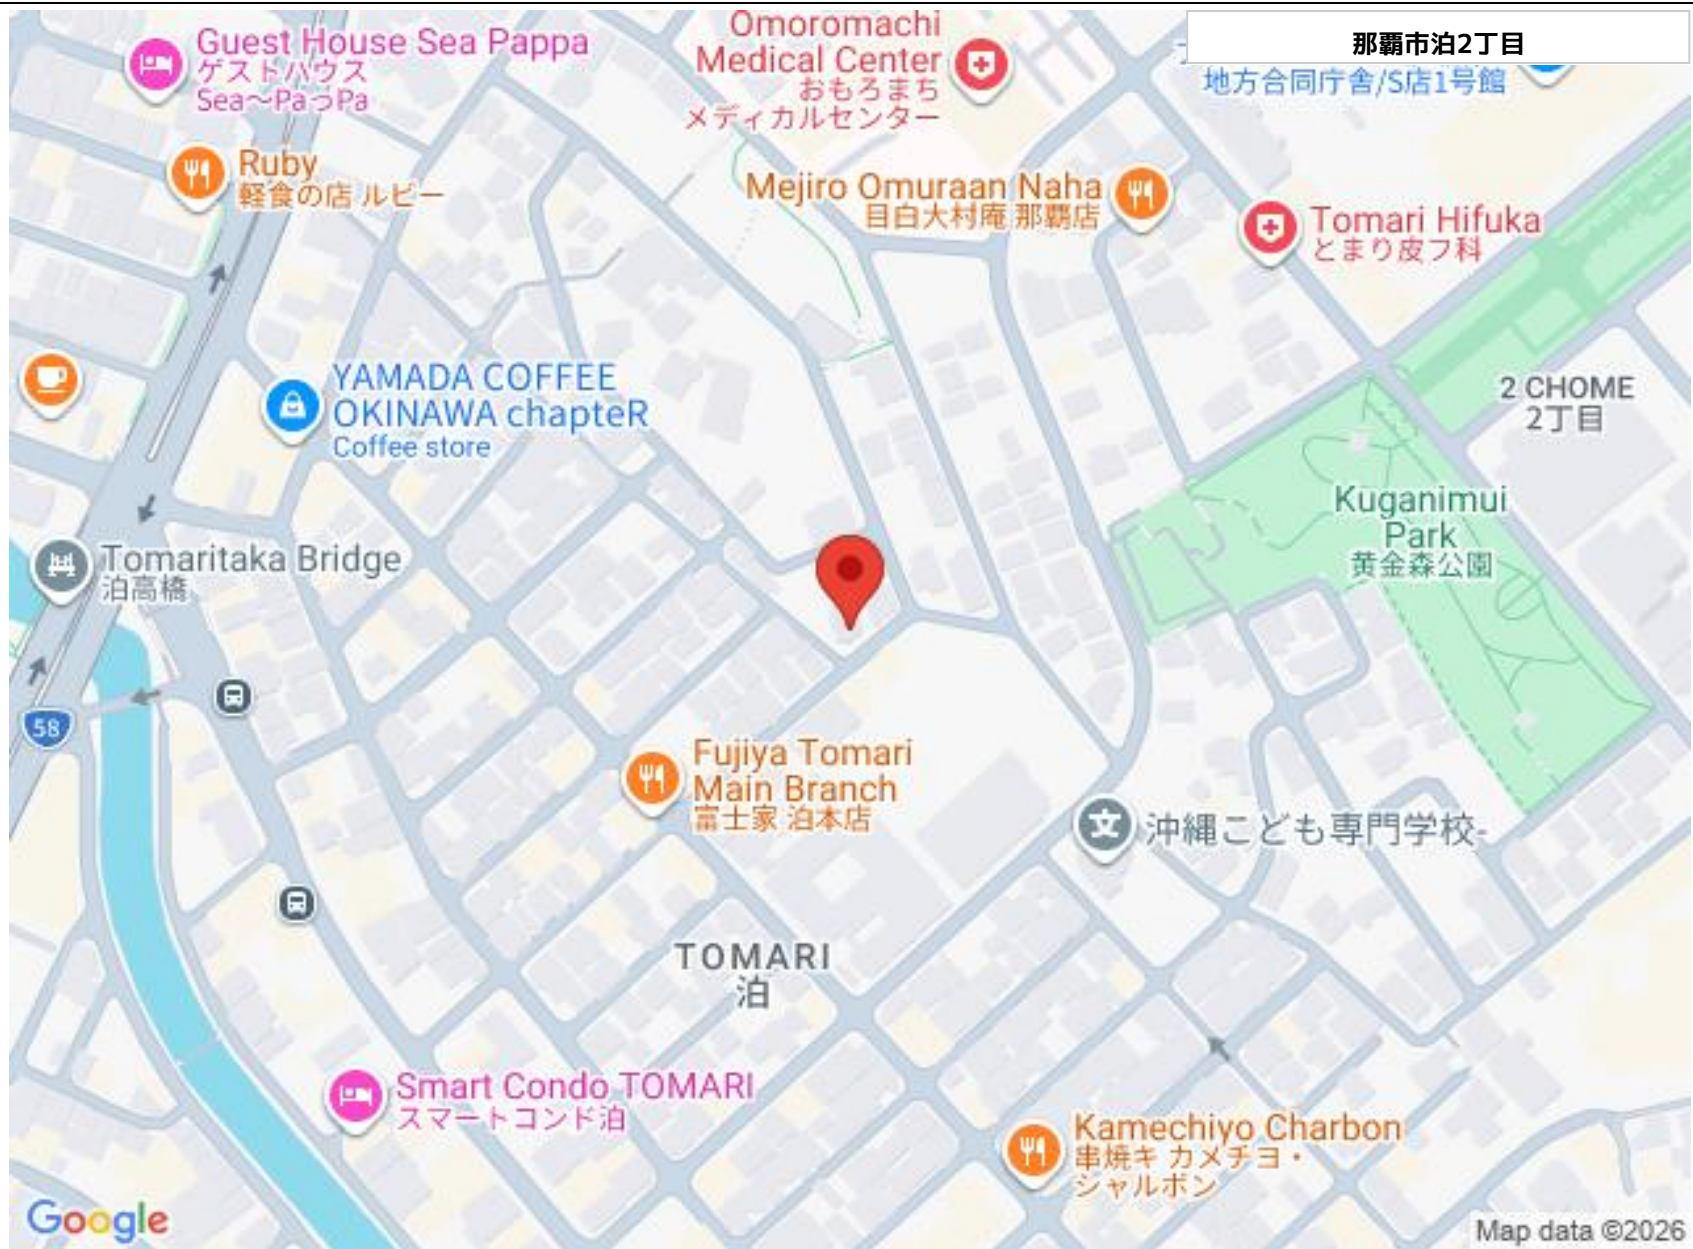 那覇市泊2丁目
Guest House Sea Pappa
ゲストハウス
Sea～PaっPa
Omoromachi
Medical Center
おもろまち
メディカルセンター
地方合同庁舎/S店1号館
Ruby
軽食の店 ルビー
Mejiro Omuraan Naha
目白大村庵 那覇店
Tomari Hifuka
とまり皮フ科
YAMADA COFFEE
OKINAWA chapteR
Coffee store
2 CHOME
2丁目
Kuganimui
Park
黄金森公園
Tomaritaka Bridge
泊高橋
58
Fujiya Tomari
Main Branch
富士家 泊本店
文
沖縄こども専門学校-
TOMARI
泊
Smart Condo TOMARI
スマートコンド泊
Kamechiyo Charbon
串焼キ カメチヨ・
シャルボン
Google
Map data ©2026